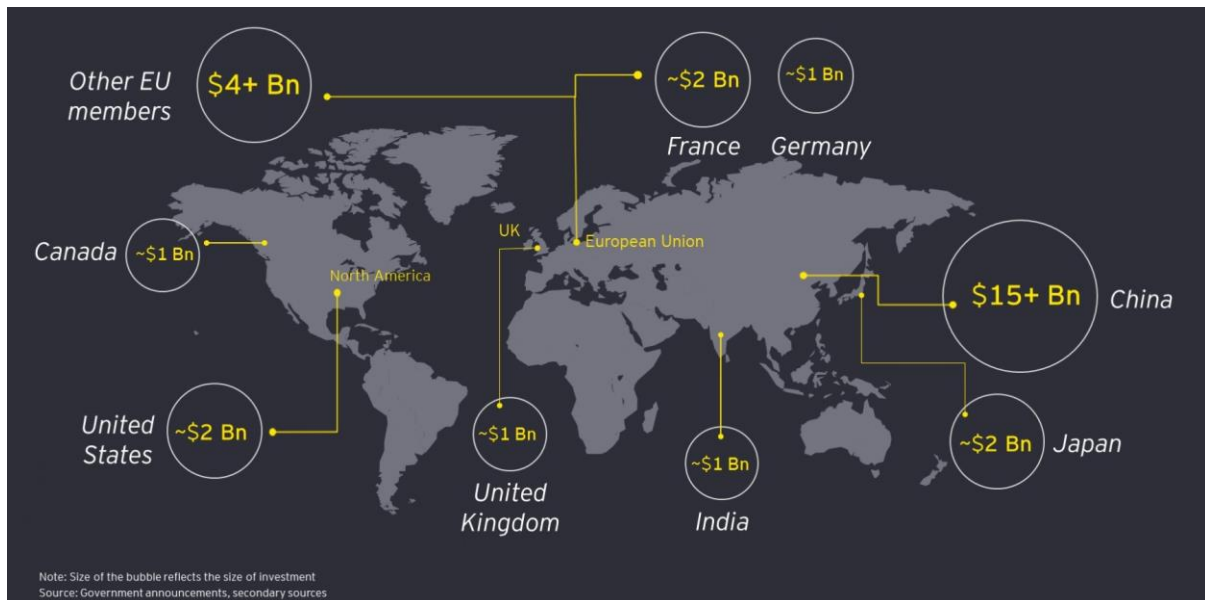 Other EU
members
$4+ Bn
~$2 Bn
France
~$1 Bn
Germany
Canada
~$1 Bn
North America
UK
European Union
$15+ Bn
China
United
States
~$2 Bn
~$1 Bn
United
Kingdom
~$1 Bn
India
~$2 Bn
Japan
Note: Size of the bubble reflects the size of investment
Source: Government announcements, secondary sources